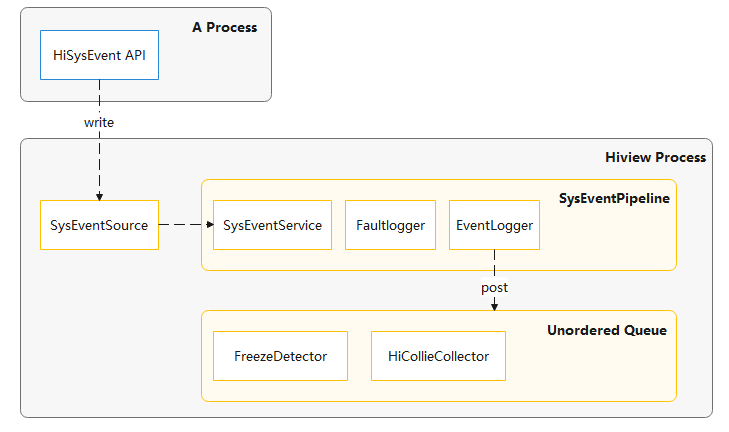 A Process
HiSysEvent API
write
Hiview Process
SysEventPipeline
SysEventSource
SysEventService
Faultlogger
EventLogger
post
Unordered Queue
FreezeDetector
HiCollieCollector